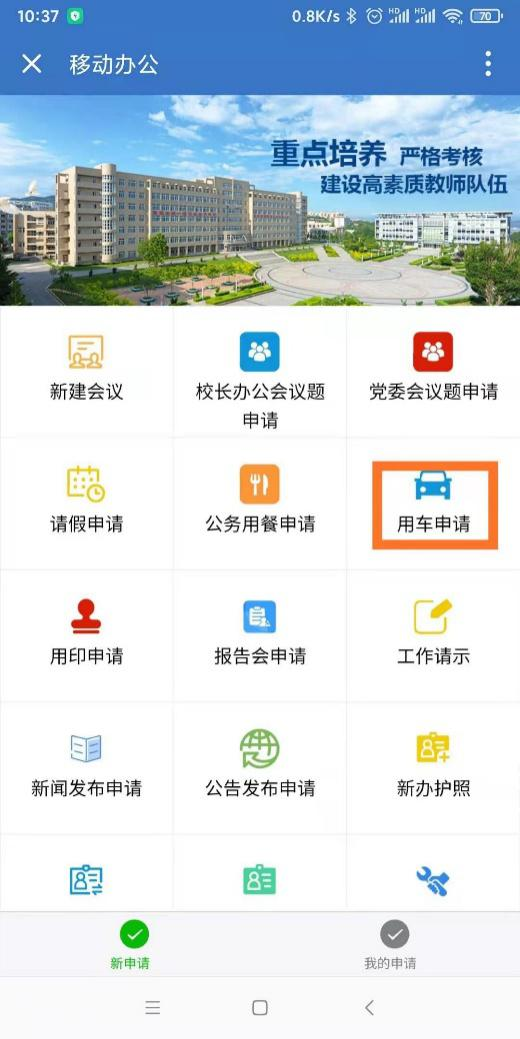 10:37
0.8K/s
HD
HD
70
移动办公
重点培养 严格考核
建设高素质教师队伍
新建会议
校长办公会议题
申请
党委会议题申请
请假申请
公务用餐申请
用车申请
用印申请
报告会申请
工作请示
新闻发布申请
公告发布申请
新办护照
新申请
我的申请